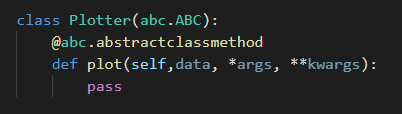 class Plotter(abc.ABC):
    @abc.abstractclassmethod
    def plot(self,data, *args, **kwargs):
        pass